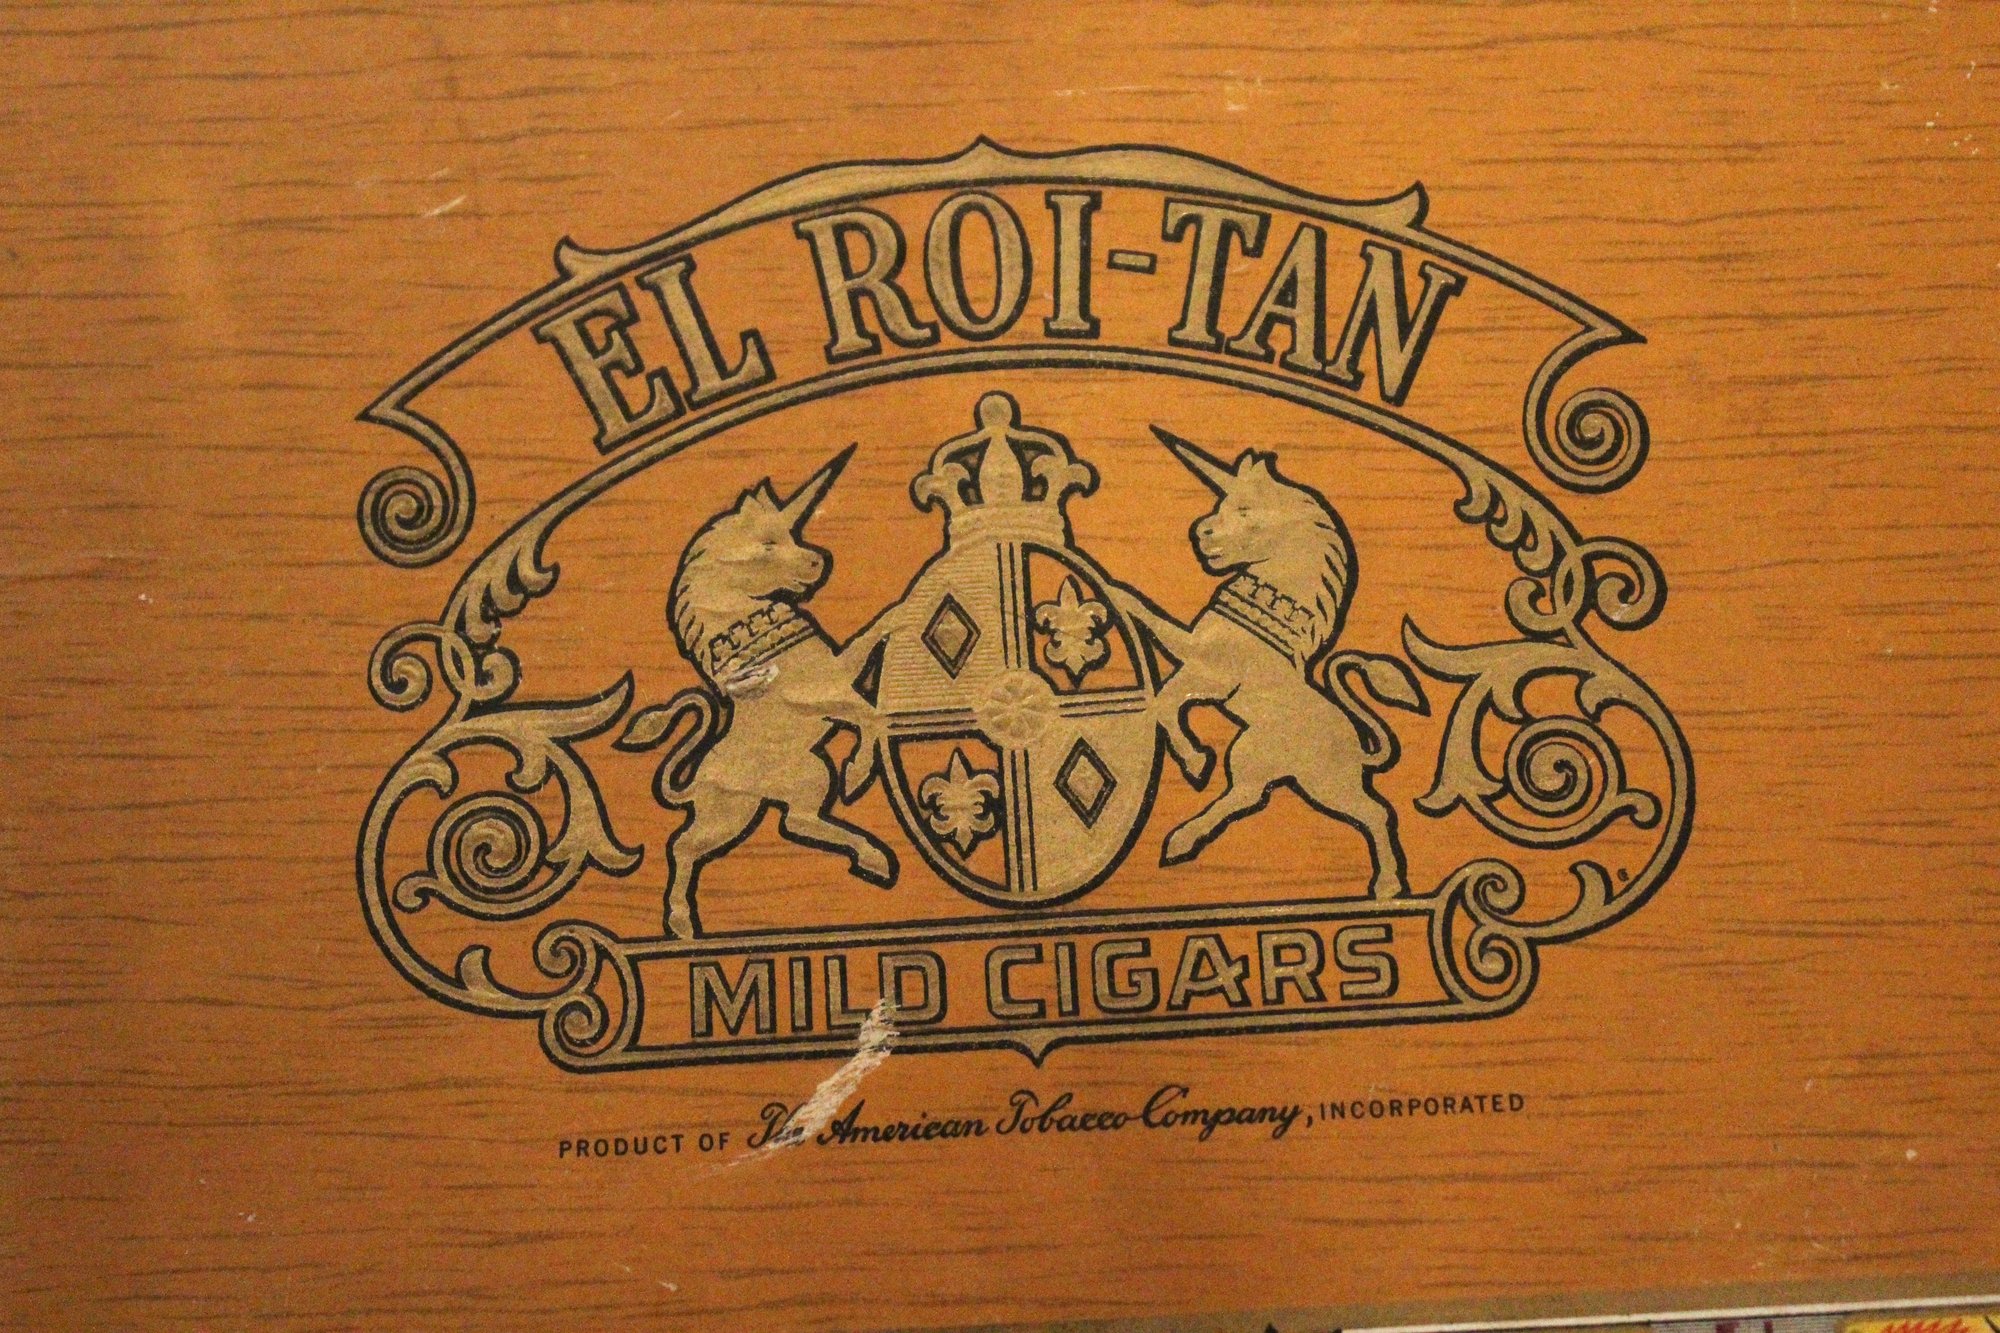 EL ROI-TAN
MILD CIGARS
PRODUCT OF The American Tobacco Company, INCORPORATED